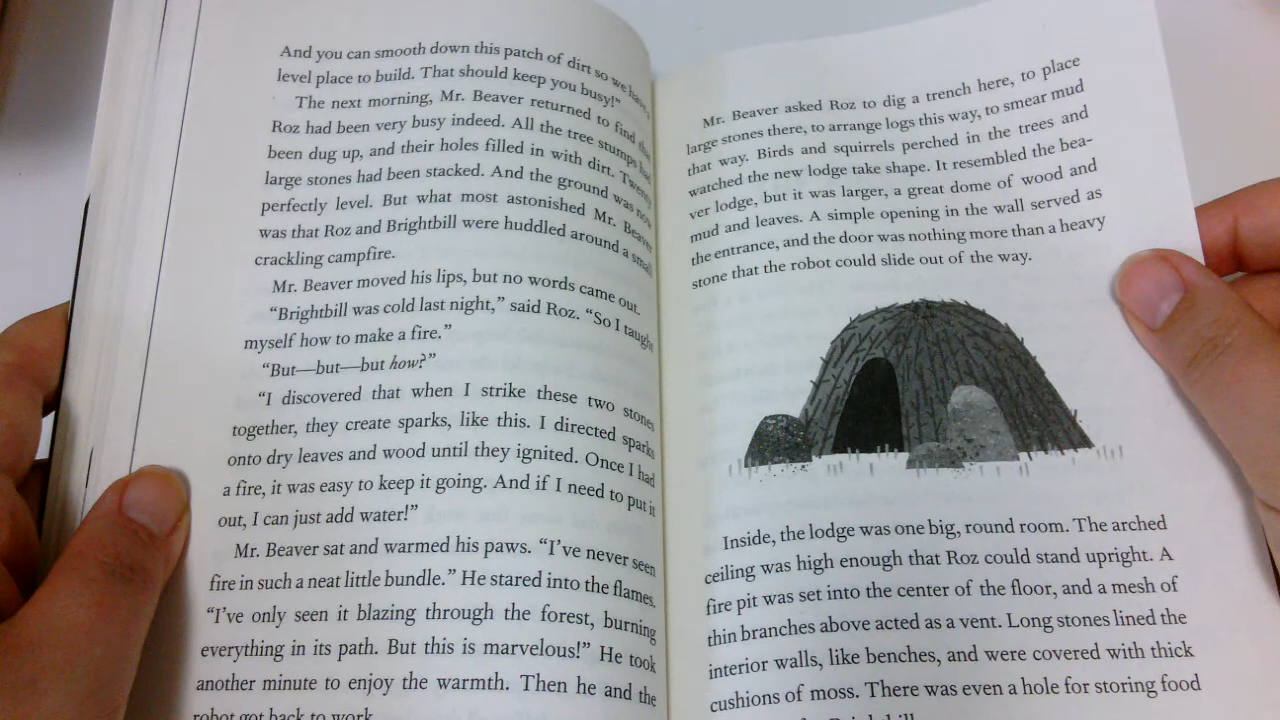 And you can smooth down this patch of dirt so we have a
level place to build. That should keep you busy!"
The next morning, Mr. Beaver returned to find that
Roz had been very busy indeed. All the tree stumps had
been dug up, and their holes filled in with dirt. Twenty
large stones had been stacked. And the ground was now
perfectly level. But what most astonished Mr. Beaver
was that Roz and Brightbill were huddled around a small
crackling campfire.
Mr. Beaver moved his lips, but no words came out.
“Brightbill was cold last night,” said Roz. “So I taught
myself how to make a fire.”
“But—but—but how?”
“I discovered that when I strike these two stones
together, they create sparks, like this. I directed sparks
onto dry leaves and wood until they ignited. Once I had
a fire, it was easy to keep it going. And if I need to put it
out, I can just add water!”
Mr. Beaver sat and warmed his paws. “I’ve never seen
fire in such a neat little bundle.” He stared into the flames.
“I’ve only seen it blazing through the forest, burning
everything in its path. But this is marvelous!” He took
another minute to enjoy the warmth. Then he and the
robot got back to work
Mr. Beaver asked Roz to dig a trench here, to place
large stones there, to arrange logs this way, to smear mud
that way. Birds and squirrels perched in the trees and
watched the new lodge take shape. It resembled the bea-
ver lodge, but it was larger, a great dome of wood and
mud and leaves. A simple opening in the wall served as
the entrance, and the door was nothing more than a heavy
stone that the robot could slide out of the way.
Inside, the lodge was one big, round room. The arched
ceiling was high enough that Roz could stand upright. A
fire pit was set into the center of the floor, and a mesh of
thin branches above acted as a vent. Long stones lined the
interior walls, like benches, and were covered with thick
cushions of moss. There was even a hole for storing food